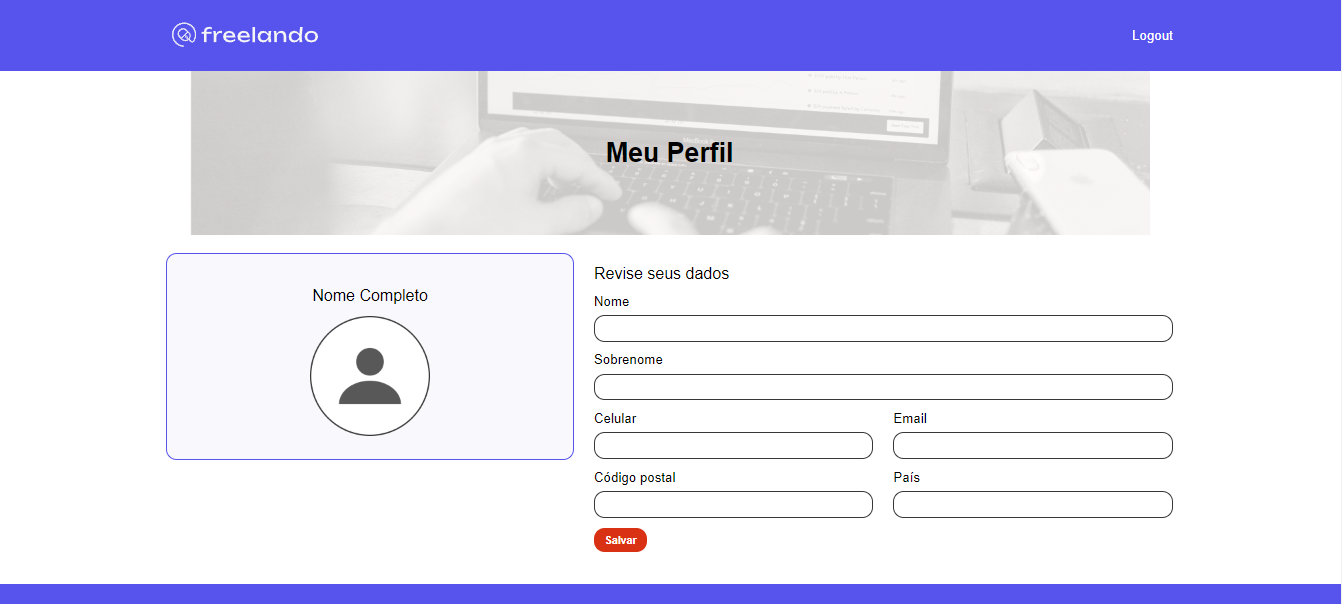 freelando
Logout
Meu Perfil
Nome Completo
Revise seus dados
Nome
Sobrenome
Celular
Email
Código postal
País
Salvar